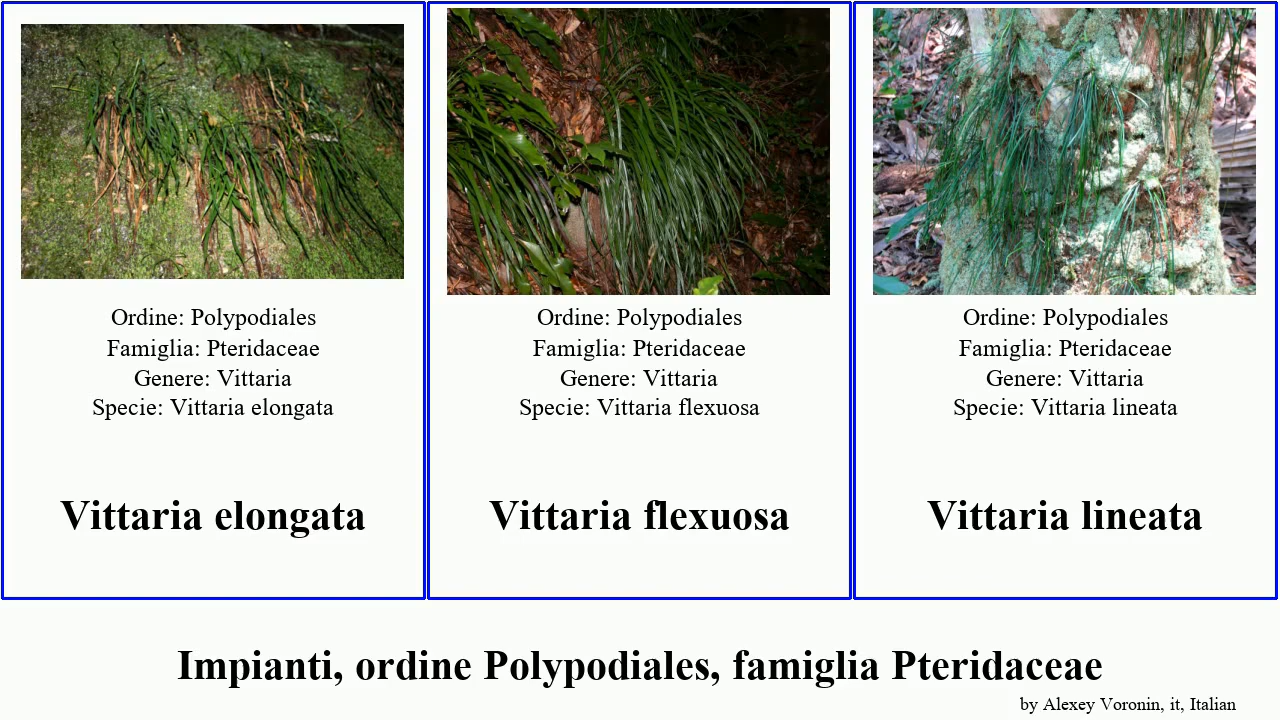 Ordine: Polypodiales
Famiglia: Pteridaceae
Genere: Vittaria
Specie: Vittaria elongata
Vittaria elongata
Ordine: Polypodiales
Famiglia: Pteridaceae
Genere: Vittaria
Specie: Vittaria flexuosa
Vittaria flexuosa
Ordine: Polypodiales
Famiglia: Pteridaceae
Genere: Vittaria
Specie: Vittaria lineata
Vittaria lineata
Impianti, ordine Polypodiales, famiglia Pteridaceae
by Alexey Voronin, it, Italian